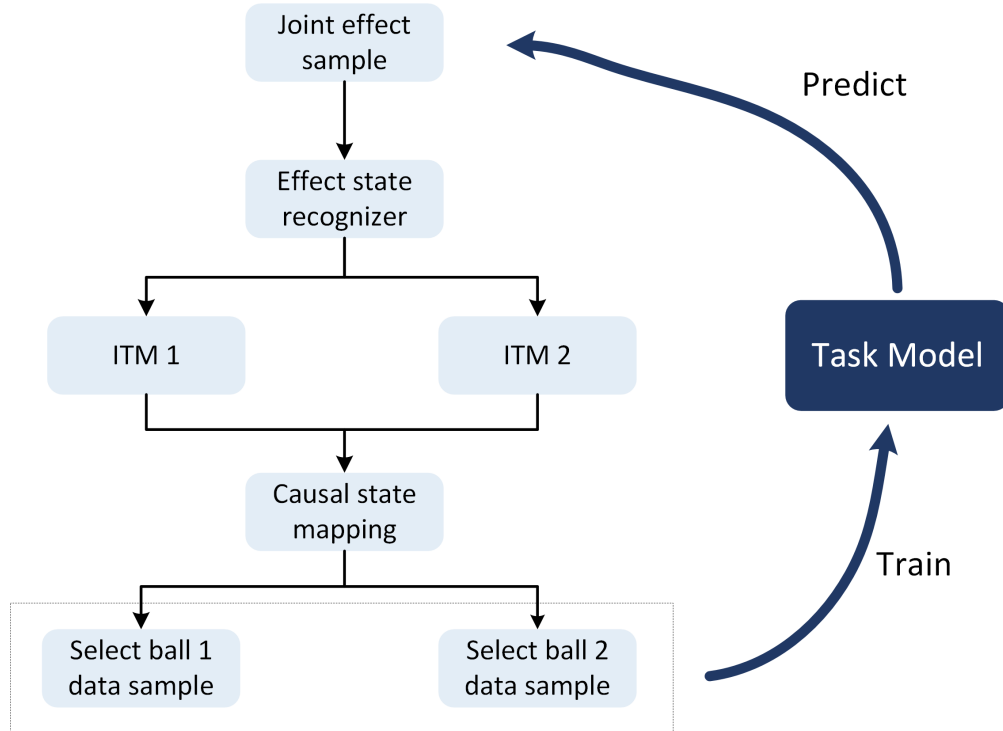 Joint effect
sample
Predict
Effect state
recognizer
ITM 1
ITM 2
Task Model
Causal state
mapping
Train
Select ball 1
data sample
Select ball 2
data sample